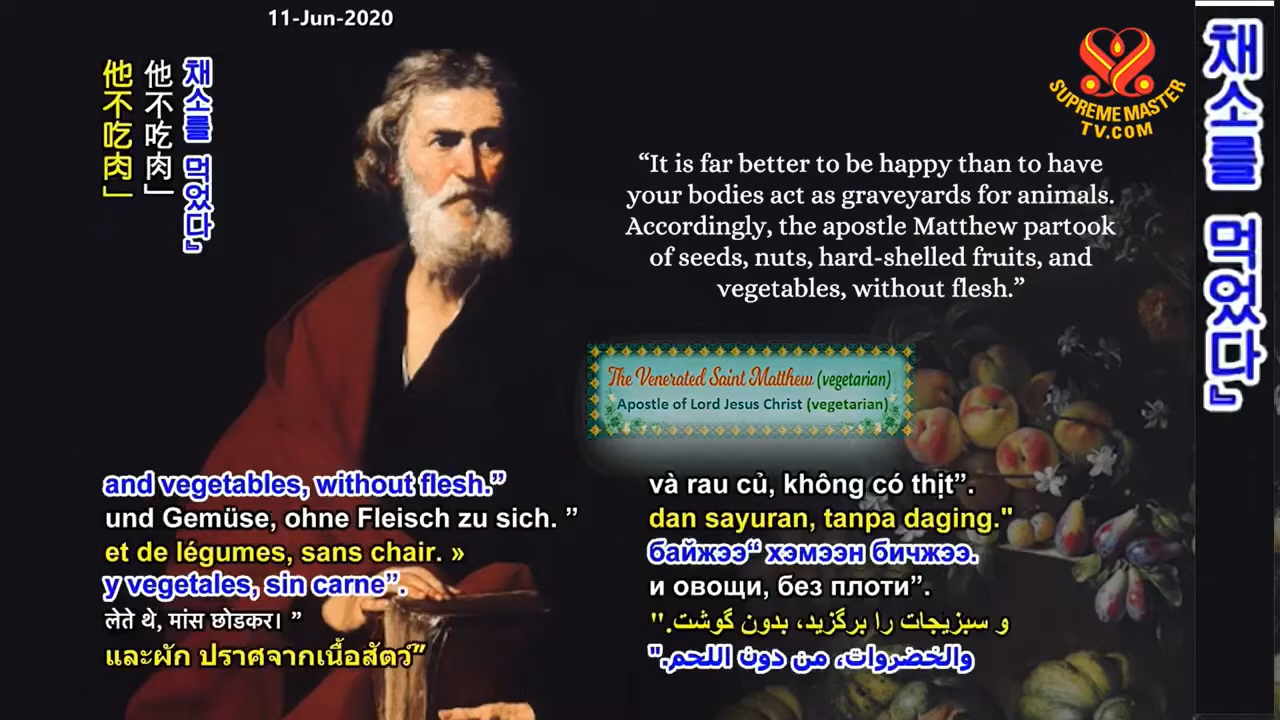 11-Jun-2020
채소를 먹었다』
他不吃肉」
他不吃肉」
SUPREME MASTER
TV.COM
채소를 먹었다』
“It is far better to be happy than to have
your bodies act as graveyards for animals.
Accordingly, the apostle Matthew partook
of seeds, nuts, hard-shelled fruits, and
vegetables, without flesh.”
The Venerated Saint Matthew (vegetarian)
Apostle of Lord Jesus Christ (vegetarian)
and vegetables, without flesh.”
und Gemüse, ohne Fleisch zu sich. ”
et de légumes, sans chair. »
y vegetales, sin carne”.
लेते थे, मांस छोडकर। ”
และผัก ปราศจากเนื้อสัตว์”
và rau củ, không có thịt”.
dan sayuran, tanpa daging."
байжээ“ хэмээн бичжээ.
и овощи, без плоти”.
و سبزیجات را برگزید، بدون گوشت."
والخضروات، من دون اللحم."